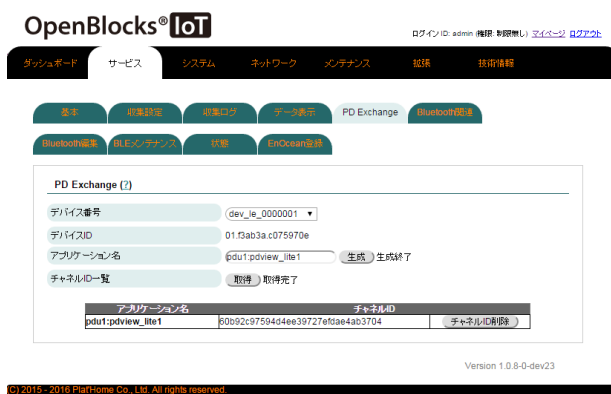 OpenBlocks® IoT
ログインID: admin (権限: 制限無し) マイページ ログアウト
ダッシュボード サービス システム ネットワーク メンテナンス 拡張 技術情報
基本 収集設定 収集ログ データ表示 PD Exchange Bluetooth関連
Bluetooth編集 BLEメンテナンス 状態 EnOcean登録
PD Exchange (?)
デバイス番号 dev_le_0000001
デバイスID 01.f3ab3a.c075970e
アプリケーション名 pdu1:pdview_lite1 生成 生成終了
チャネルID一覧 取得 取得完了
アプリケーション名 チャネルID
pdu1:pdview_lite1 60b92c97594d4ee39727efdae4ab3704 チャネルID削除
Version 1.0.8-0-dev23
(C) 2015 - 2016 Plat'Home Co., Ltd. All rights reserved.